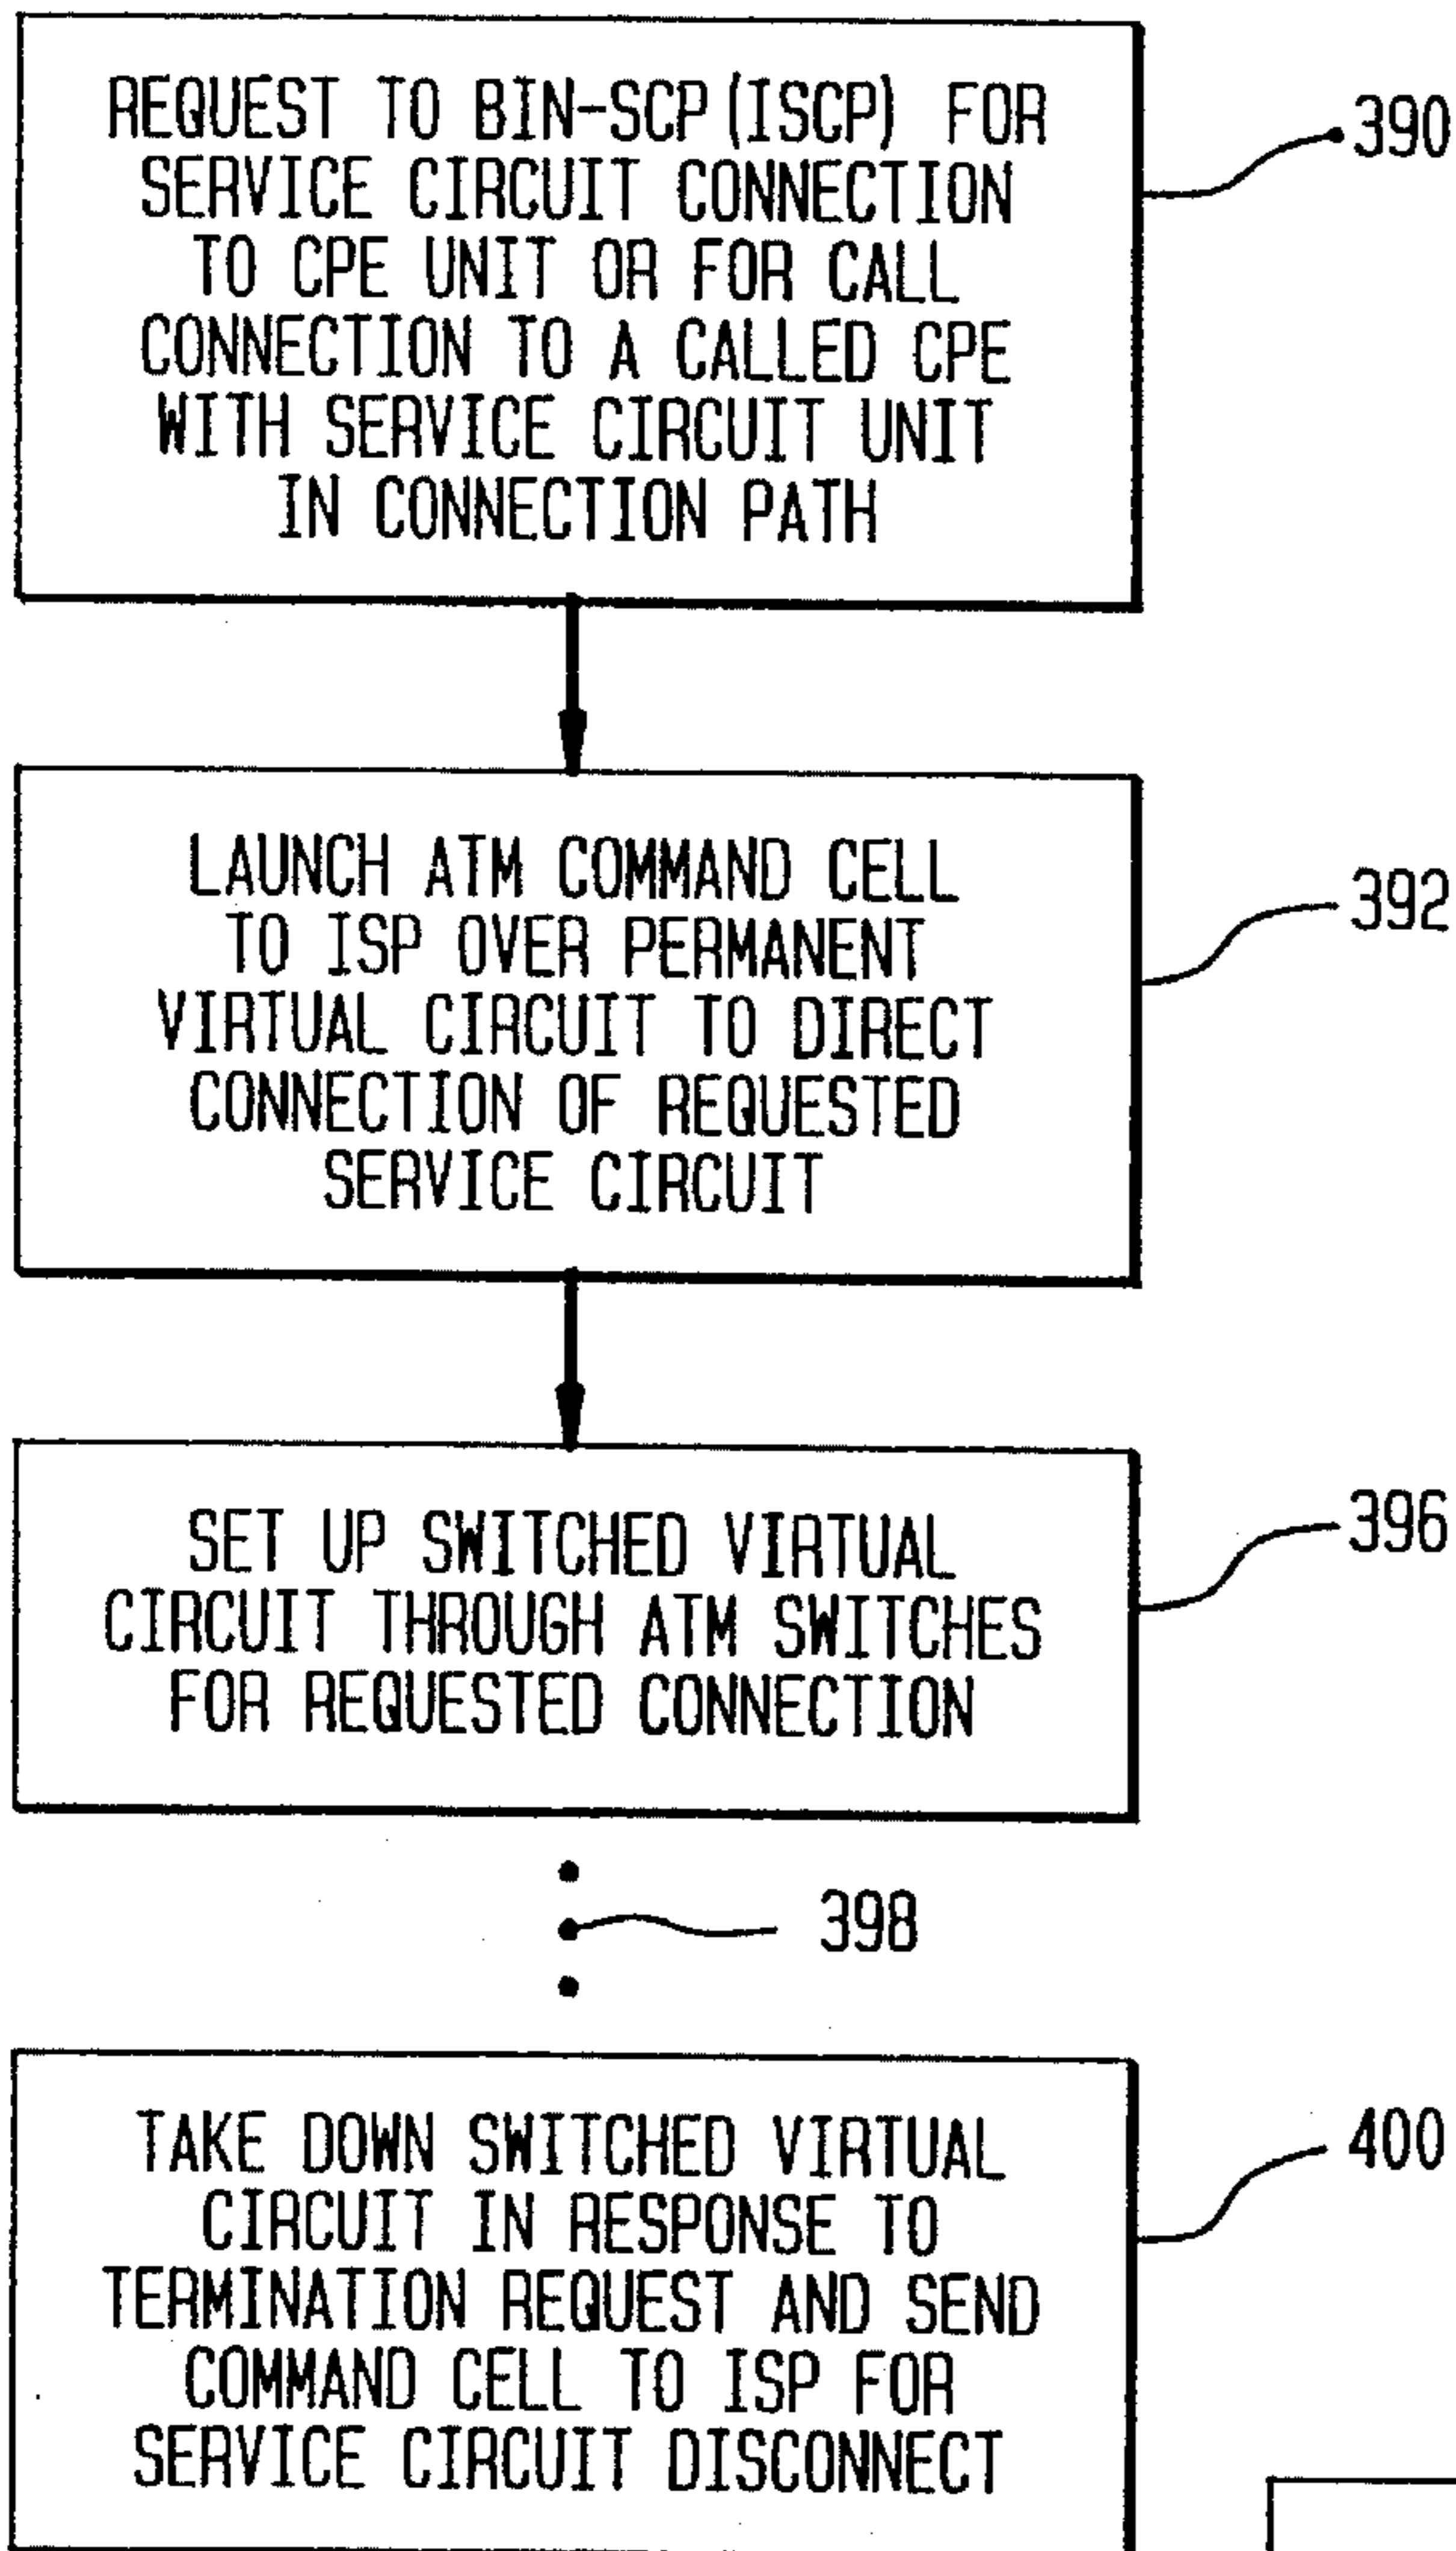 REQUEST TO BIN-SCP (ISCP) FOR
SERVICE CIRCUIT CONNECTION
TO CPE UNIT OR FOR CALL
CONNECTION TO A CALLED CPE
WITH SERVICE CIRCUIT UNIT
IN CONNECTION PATH
390
LAUNCH ATM COMMAND CELL
TO ISP OVER PERMANENT
VIRTUAL CIRCUIT TO DIRECT
CONNECTION OF REQUESTED
SERVICE CIRCUIT
392
SET UP SWITCHED VIRTUAL
CIRCUIT THROUGH ATM SWITCHES
FOR REQUESTED CONNECTION
396
398
TAKE DOWN SWITCHED VIRTUAL
CIRCUIT IN RESPONSE TO
TERMINATION REQUEST AND SEND
COMMAND CELL TO ISP FOR
SERVICE CIRCUIT DISCONNECT
400